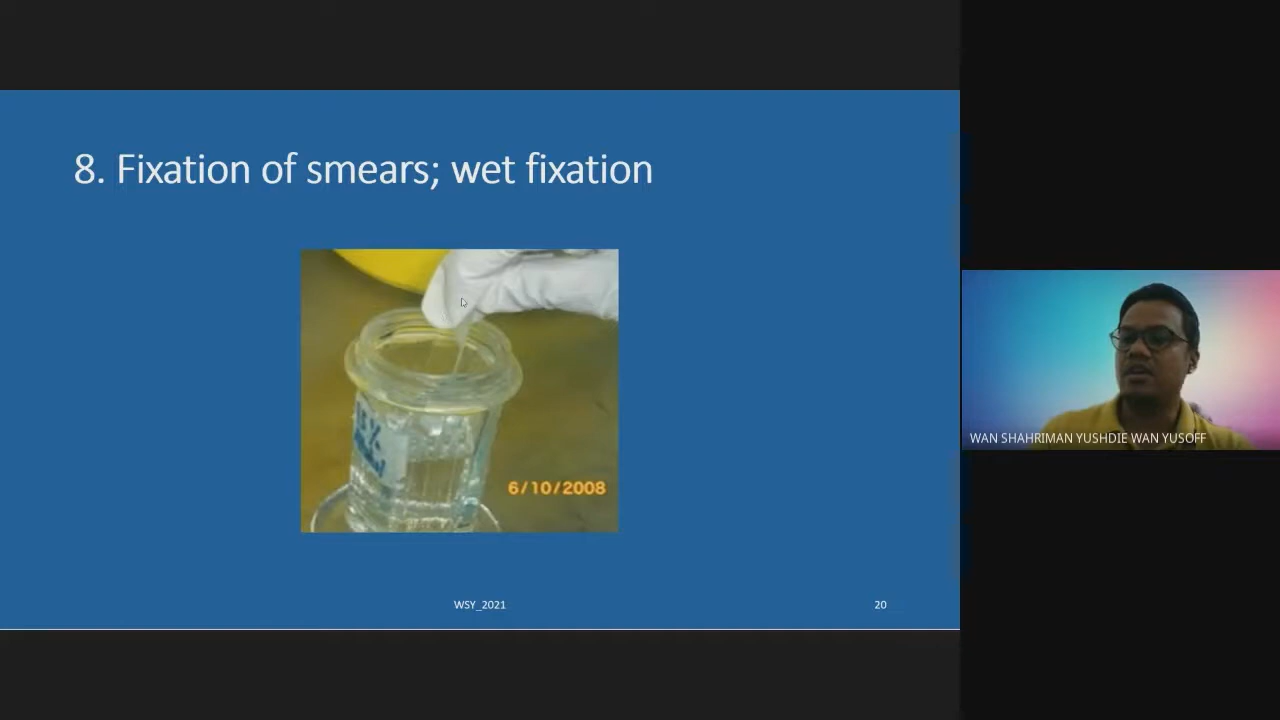 8. Fixation of smears; wet fixation
6/10/2008
WSY_2021
20
WAN SHAHRIMAN YUSHDIE WAN YUSOFF